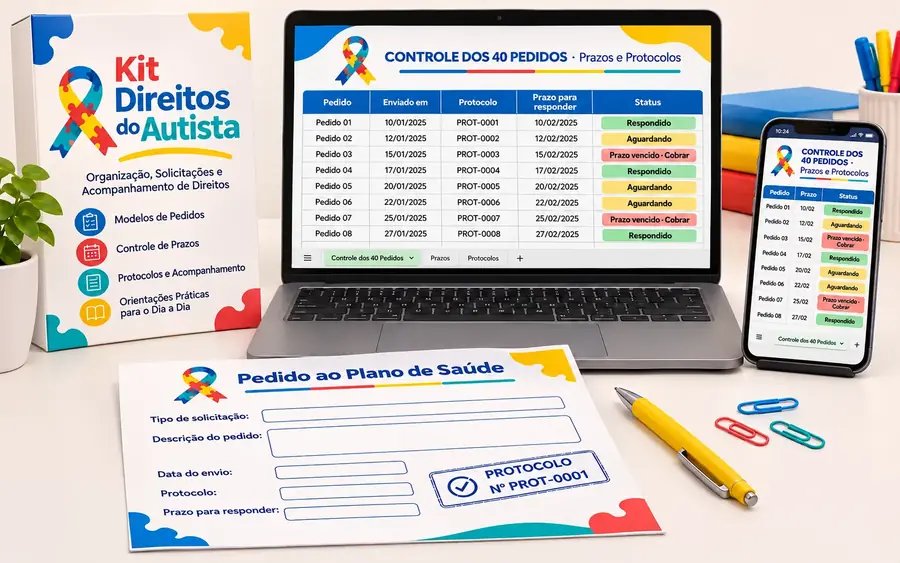 Kit
Direitos
do Autista
Organização, Solicitações e
Acompanhamento de Direitos
Modelos de Pedidos
Controle de Prazos
Protocolos e Acompanhamento
Orientações Práticas
para o Dia a Dia
CONTROLE DOS 40 PEDIDOS · Prazos e Protocolos
Pedido Enviado em Protocolo Prazo para responder Status
Pedido 01 10/01/2025 PROT-0001 10/02/2025 Respondido
Pedido 02 12/01/2025 PROT-0002 12/02/2025 Aguardando
Pedido 03 15/01/2025 PROT-0003 15/02/2025 Prazo vencido · Cobrar
Pedido 04 17/01/2025 PROT-0004 17/02/2025 Respondido
Pedido 05 20/01/2025 PROT-0005 20/02/2025 Aguardando
Pedido 06 22/01/2025 PROT-0006 22/02/2025 Aguardando
Pedido 07 25/01/2025 PROT-0007 25/02/2025 Prazo vencido · Cobrar
Pedido 08 27/01/2025 PROT-0008 27/02/2025 Respondido
Controle dos 40 Pedidos Prazos Protocolos +
10:24
CONTROLE DOS
40 PEDIDOS ·
Prazos e Protocolos
Pedido Prazo Status
Pedido 01 10/02 Respondido
Pedido 02 12/02 Aguardando
Pedido 03 15/02 Prazo vencido · Cobrar
Pedido 04 17/02 Respondido
Pedido 05 20/02 Aguardando
Pedido 06 22/02 Aguardando
Pedido 07 25/02 Prazo vencido · Cobrar
Pedido 08 27/02 Respondido
Controle dos 40 Pedidos +
Pedido ao Plano de Saúde
Tipo de solicitação:
Descrição do pedido:
Data do envio:
Protocolo:
Prazo para responder:
PROTOCOLO
Nº PROT-0001